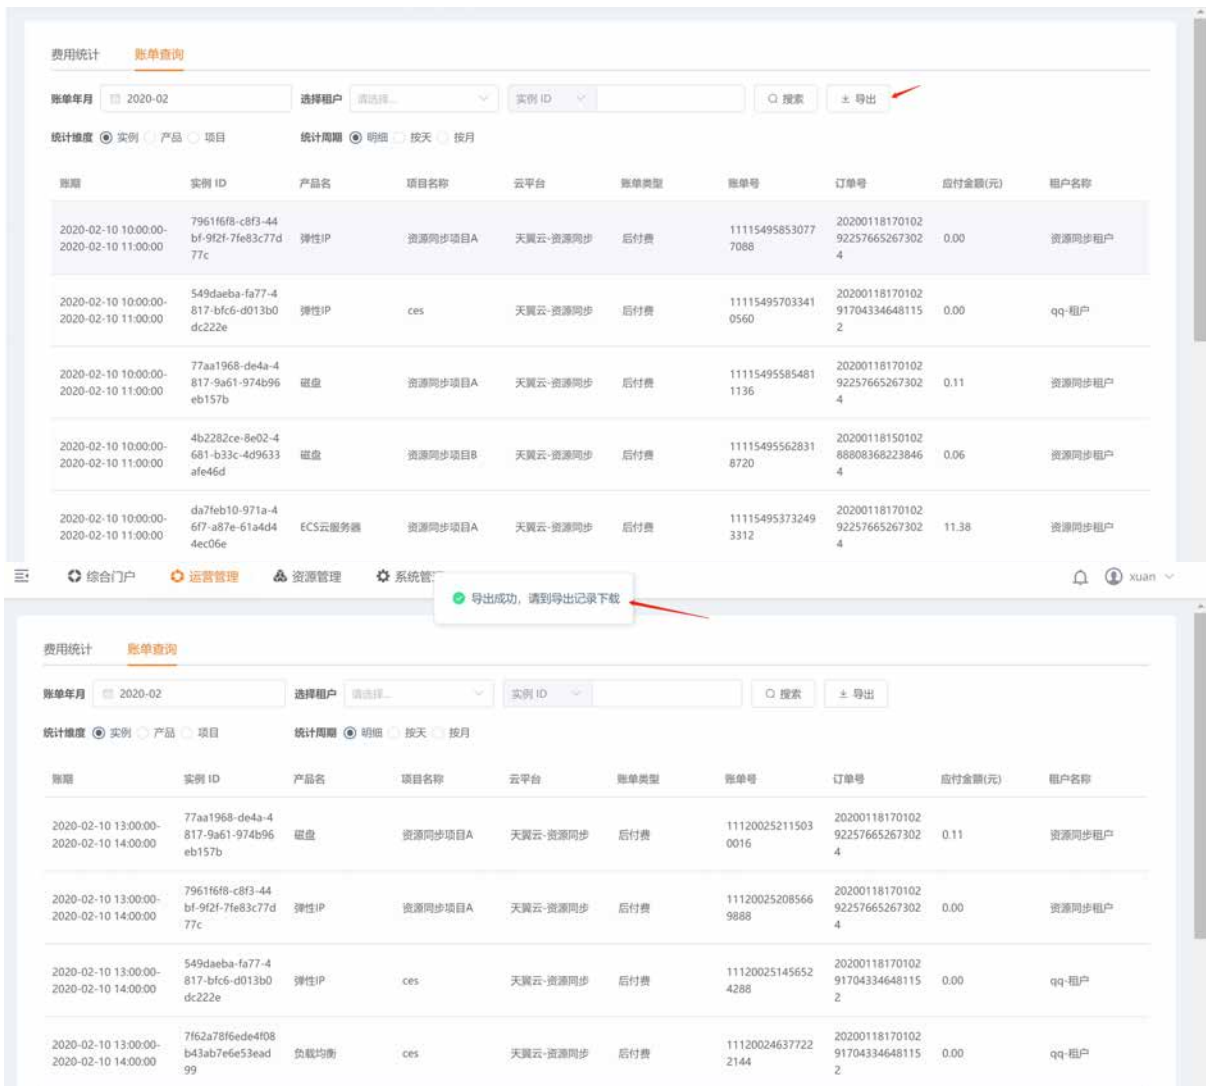 费用统计 账单查询
账单年月 2020-02 选择租户 请选择... 实例 ID 搜索 导出
统计维度 实例 产品 项目 统计周期 明细 按天 按月
账期 实例 ID 产品名 项目名称 云平台 账单类型 账单号 订单号 应付金额(元) 租户名称
7961f6f8-c8f3-44 20200118170102
2020-02-10 10:00:00- bf-9f2f-7fe83c77d 弹性IP 资源同步项目A 天翼云-资源同步 后付费 11115495853077 92257665267302 0.00 资源同步租户
2020-02-10 11:00:00 77c 7088 4
549daeba-fa77-4 20200118170102
2020-02-10 10:00:00- 817-bfc6-d013b0 弹性IP ces 天翼云-资源同步 后付费 11115495703341 91704334648115 0.00 qq-租户
2020-02-10 11:00:00 dc222e 0560 2
77aa1968-de4a-4 20200118170102
2020-02-10 10:00:00- 817-9a61-974b96 磁盘 资源同步项目A 天翼云-资源同步 后付费 11115495585481 92257665267302 0.11 资源同步租户
2020-02-10 11:00:00 eb157b 1136 4
4b2282ce-8e02-4 20200118150102
2020-02-10 10:00:00- 681-b33c-4d9633 磁盘 资源同步项目B 天翼云-资源同步 后付费 11115495562831 88808368223846 0.06 资源同步租户
2020-02-10 11:00:00 afe46d 8720 4
da7feb10-971a-4 20200118170102
2020-02-10 10:00:00- 6f7-a87e-61a4d4 ECS云服务器 资源同步项目A 天翼云-资源同步 后付费 11115495373249 92257665267302 11.38 资源同步租户
2020-02-10 11:00:00 4ec06e 3312 4
综合门户 运营管理 资源管理 系统管 xuan
导出成功，请到导出记录下载
费用统计 账单查询
账单年月 2020-02 选择租户 请选择... 实例 ID 搜索 导出
统计维度 实例 产品 项目 统计周期 明细 按天 按月
账期 实例 ID 产品名 项目名称 云平台 账单类型 账单号 订单号 应付金额(元) 租户名称
77aa1968-de4a-4 20200118170102
2020-02-10 13:00:00- 817-9a61-974b96 磁盘 资源同步项目A 天翼云-资源同步 后付费 11120025211503 92257665267302 0.11 资源同步租户
2020-02-10 14:00:00 eb157b 0016 4
7961f6f8-c8f3-44 20200118170102
2020-02-10 13:00:00- bf-9f2f-7fe83c77d 弹性IP 资源同步项目A 天翼云-资源同步 后付费 11120025208566 92257665267302 0.00 资源同步租户
2020-02-10 14:00:00 77c 9888 4
549daeba-fa77-4 20200118170102
2020-02-10 13:00:00- 817-bfc6-d013b0 弹性IP ces 天翼云-资源同步 后付费 11120025145652 91704334648115 0.00 qq-租户
2020-02-10 14:00:00 dc222e 4288 2
7f62a78f6ede4f08 20200118170102
2020-02-10 13:00:00- b43ab7e6e53ead 负载均衡 ces 天翼云-资源同步 后付费 11120024637722 91704334648115 0.00 qq-租户
2020-02-10 14:00:00 99 2144 2